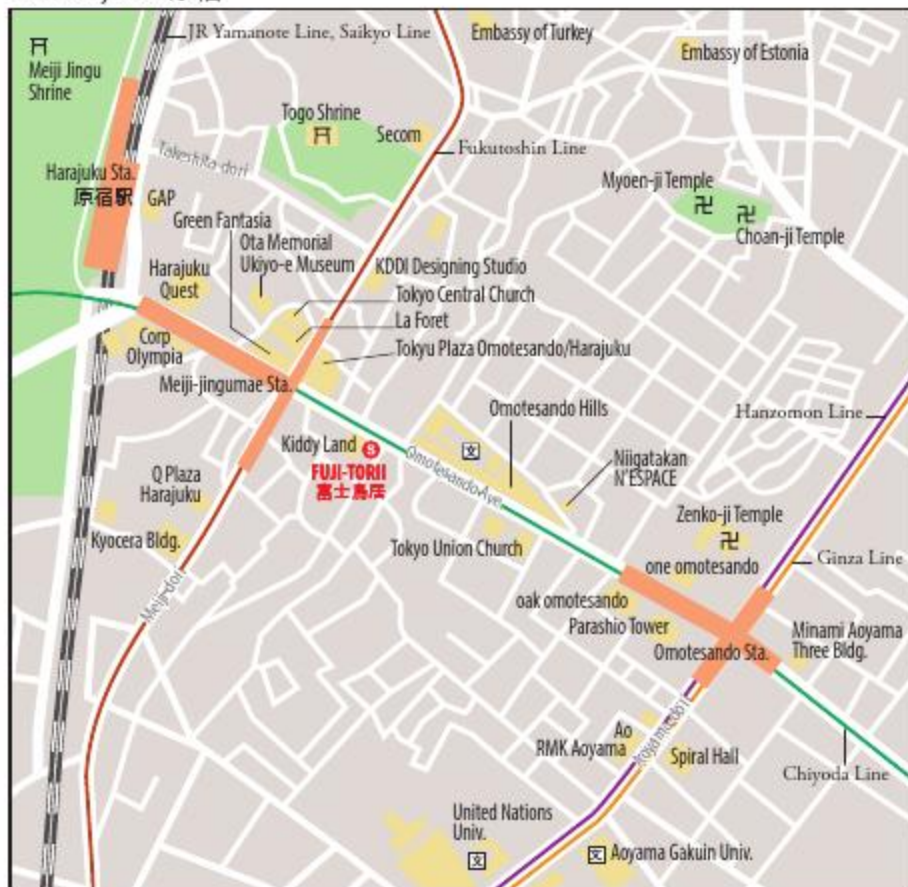 JR Yamanote Line, Saikyo Line
Embassy of Turkey
Embassy of Estonia
Meiji Jingu
Shrine
Togo Shrine
Secom
Takeshita dori
Fukutoshin Line
Harajuku Sta.
原宿駅
GAP
Myoen-ji Temple
Choan-ji Temple
Green Fantasia
Ota Memorial
Ukiyo-e Museum
KDDI Designing Studio
Harajuku
Quest
Tokyo Central Church
La Foret
Corp
Olympia
Tokyu Plaza Omotesando/Harajuku
Meiji-jingumae Sta.
Omotesando Hills
Hanzomon Line
文
Kiddy Land
S
FUJI-TORII
富士鳥居
Omotesando Ave.
Niigatakan
N'ESPACE
Q Plaza
Harajuku
Zenko-ji Temple
Kyocera Bldg.
Tokyo Union Church
Ginza Line
one omotesando
Meiji-dori
oak omotesando
Parashio Tower
Minami Aoyama
Three Bldg.
Omotesando Sta.
Ao
RMK Aoyama
Spiral Hall
Chiyoda Line
United Nations
Univ.
文
文
Aoyama Gakuin Univ.